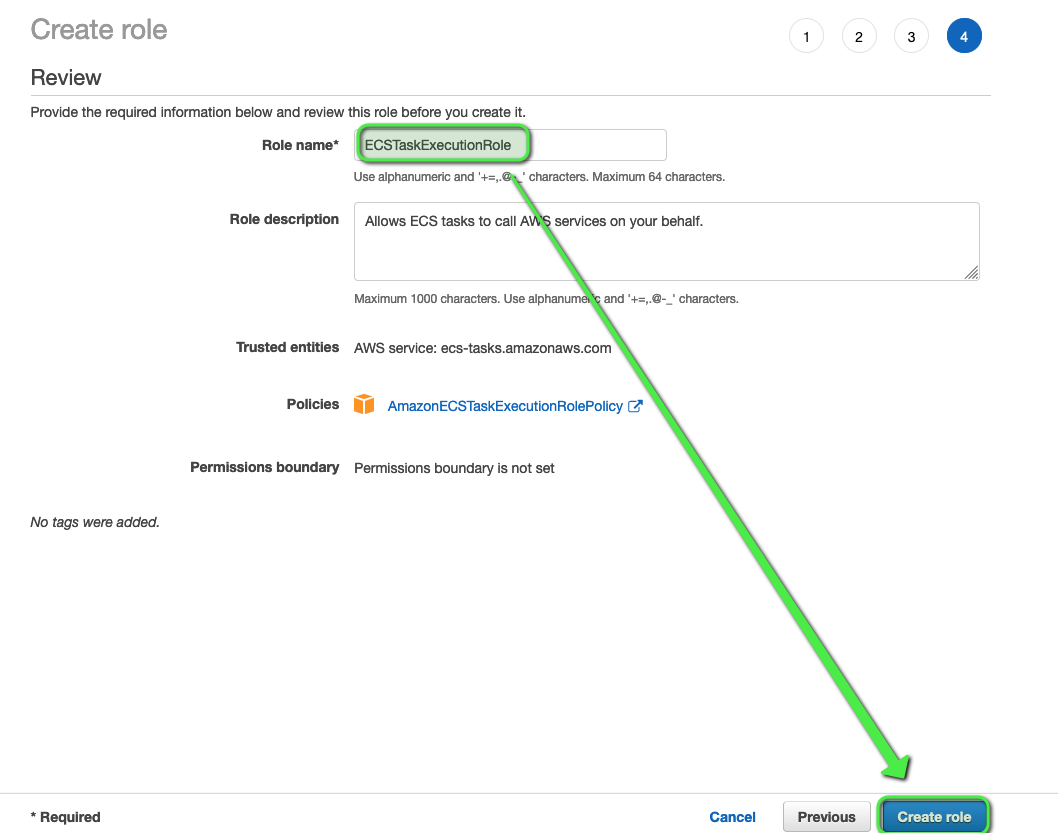 Create role
1 2 3 4
Review
Provide the required information below and review this role before you create it.
Role name* ECSTaskExecutionRole
Use alphanumeric and '+=,.@-_' characters. Maximum 64 characters.
Role description Allows ECS tasks to call AWS services on your behalf.
Maximum 1000 characters. Use alphanumeric and '+=,.@-_' characters.
Trusted entities AWS service: ecs-tasks.amazonaws.com
Policies AmazonECSTaskExecutionRolePolicy
Permissions boundary Permissions boundary is not set
No tags were added.
* Required Cancel Previous Create role